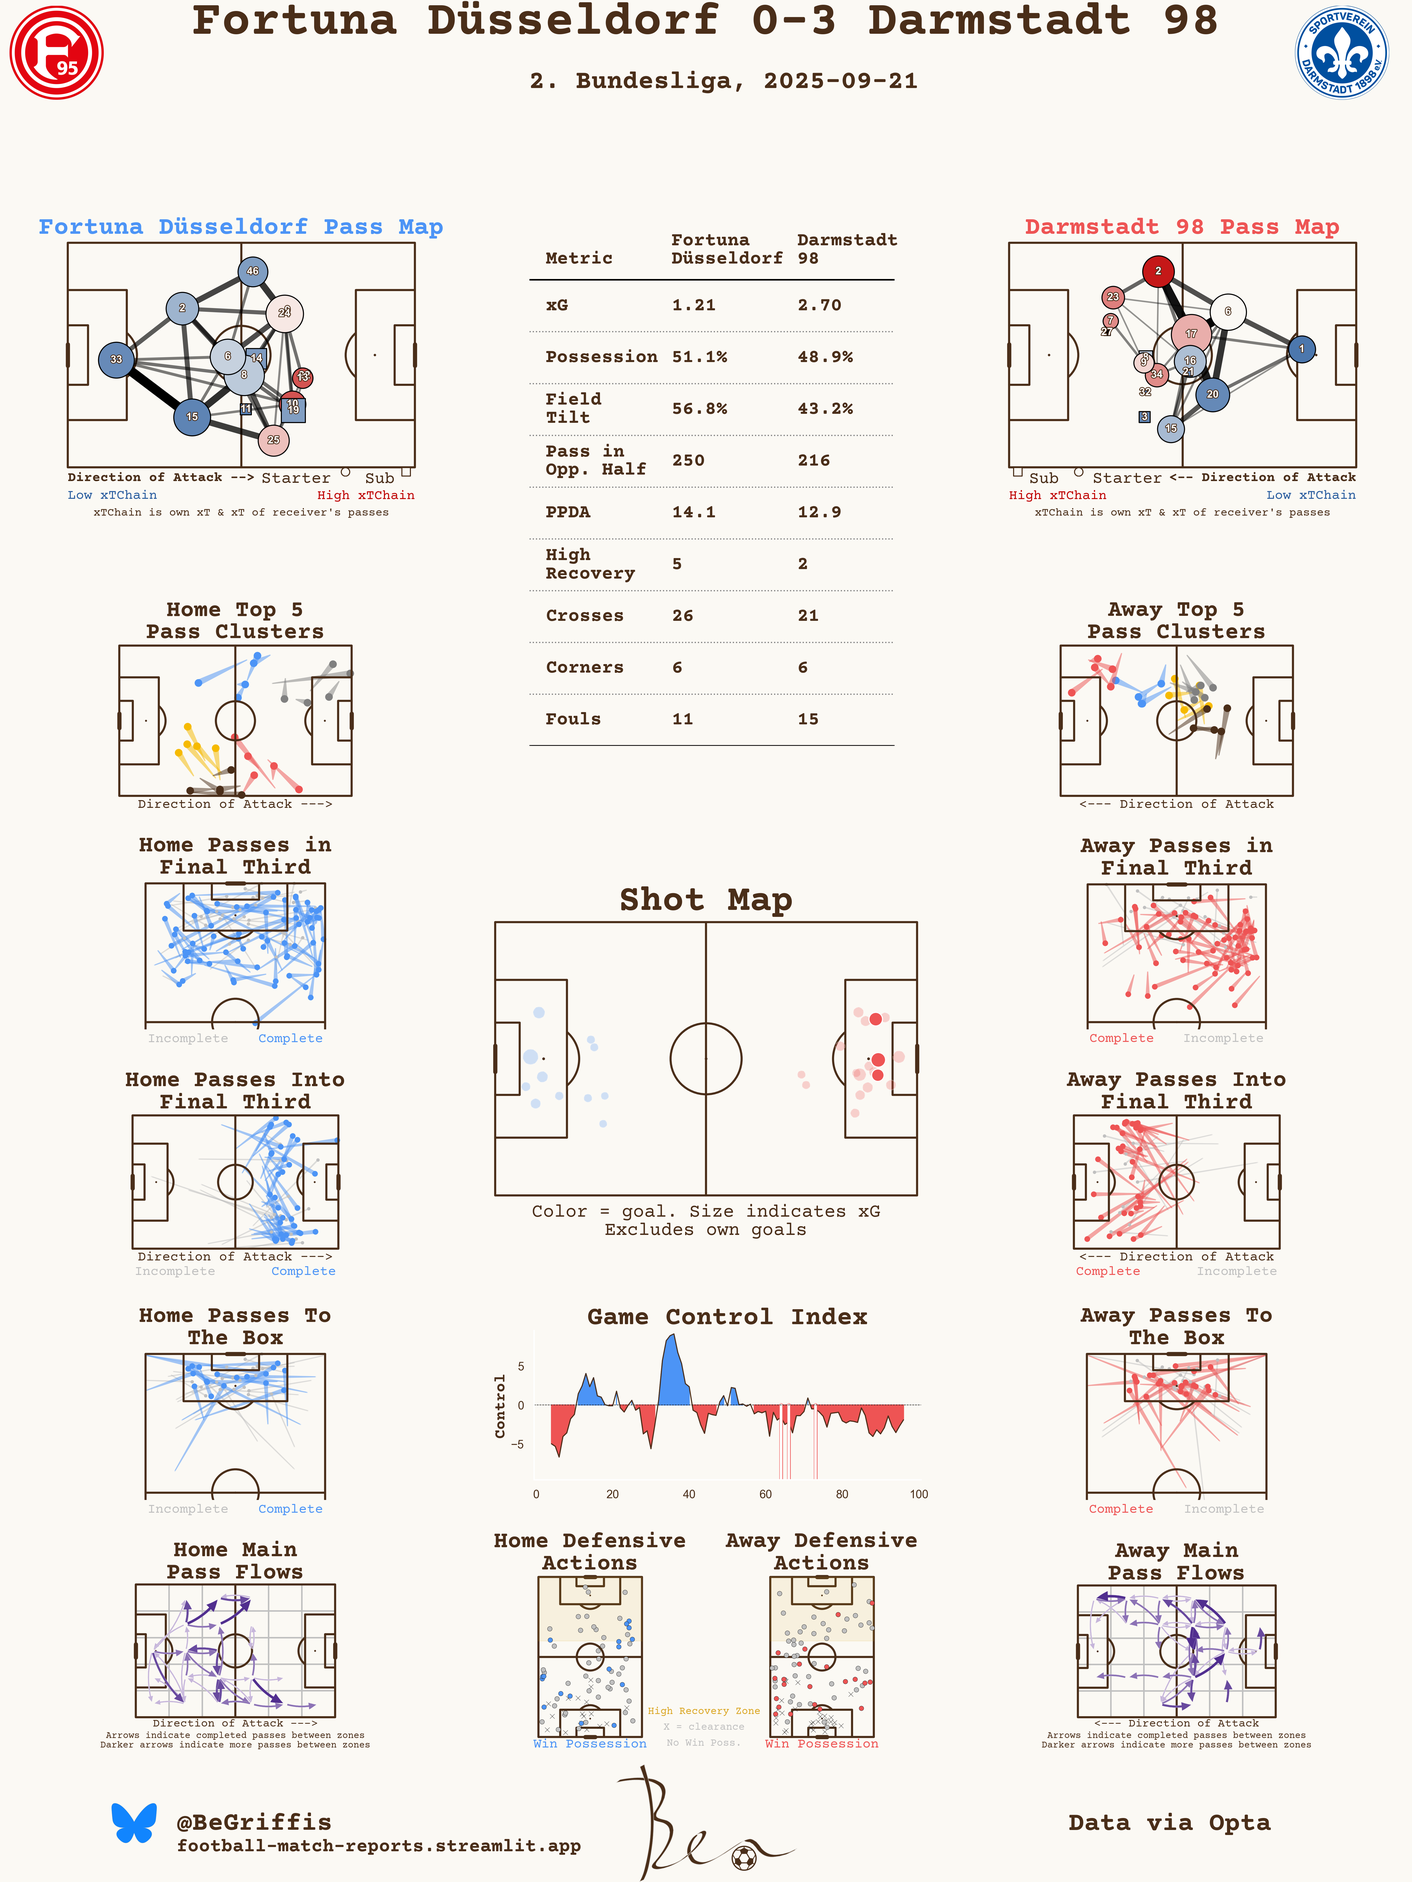 Fortuna Düsseldorf 0-3 Darmstadt 98
2. Bundesliga, 2025-09-21
F 95
SPORTVEREIN
DARMSTADT 1898 e.V.
Fortuna Düsseldorf Pass Map
46
2
24
33
6
14
8
13
10
19
11
15
25
Direction of Attack --> Starter Sub
Low xTChain High xTChain
xTChain is own xT & xT of receiver's passes
Metric Fortuna Düsseldorf Darmstadt 98
xG 1.21 2.70
Possession 51.1% 48.9%
Field Tilt 56.8% 43.2%
Pass in Opp. Half 250 216
PPDA 14.1 12.9
High Recovery 5 2
Crosses 26 21
Corners 6 6
Fouls 11 15
Darmstadt 98 Pass Map
2
23
7
27
6
17
1
9
16
34
21
32
20
3
15
Sub Starter <-- Direction of Attack
High xTChain Low xTChain
xTChain is own xT & xT of receiver's passes
Home Top 5
Pass Clusters
Direction of Attack --->
Away Top 5
Pass Clusters
<--- Direction of Attack
Home Passes in
Final Third
Incomplete Complete
Away Passes in
Final Third
Complete Incomplete
Shot Map
Color = goal. Size indicates xG
Excludes own goals
Home Passes Into
Final Third
Direction of Attack --->
Incomplete Complete
Away Passes Into
Final Third
<--- Direction of Attack
Complete Incomplete
Home Passes To
The Box
Incomplete Complete
Game Control Index
Control
5
0
−5
0 20 40 60 80 100
Away Passes To
The Box
Complete Incomplete
Home Main
Pass Flows
Direction of Attack --->
Arrows indicate completed passes between zones
Darker arrows indicate more passes between zones
Home Defensive
Actions
Win Possession
High Recovery Zone
X = clearance
No Win Poss.
Away Defensive
Actions
Win Possession
Away Main
Pass Flows
<--- Direction of Attack
Arrows indicate completed passes between zones
Darker arrows indicate more passes between zones
@BeGriffis
football-match-reports.streamlit.app
Ben
Data via Opta